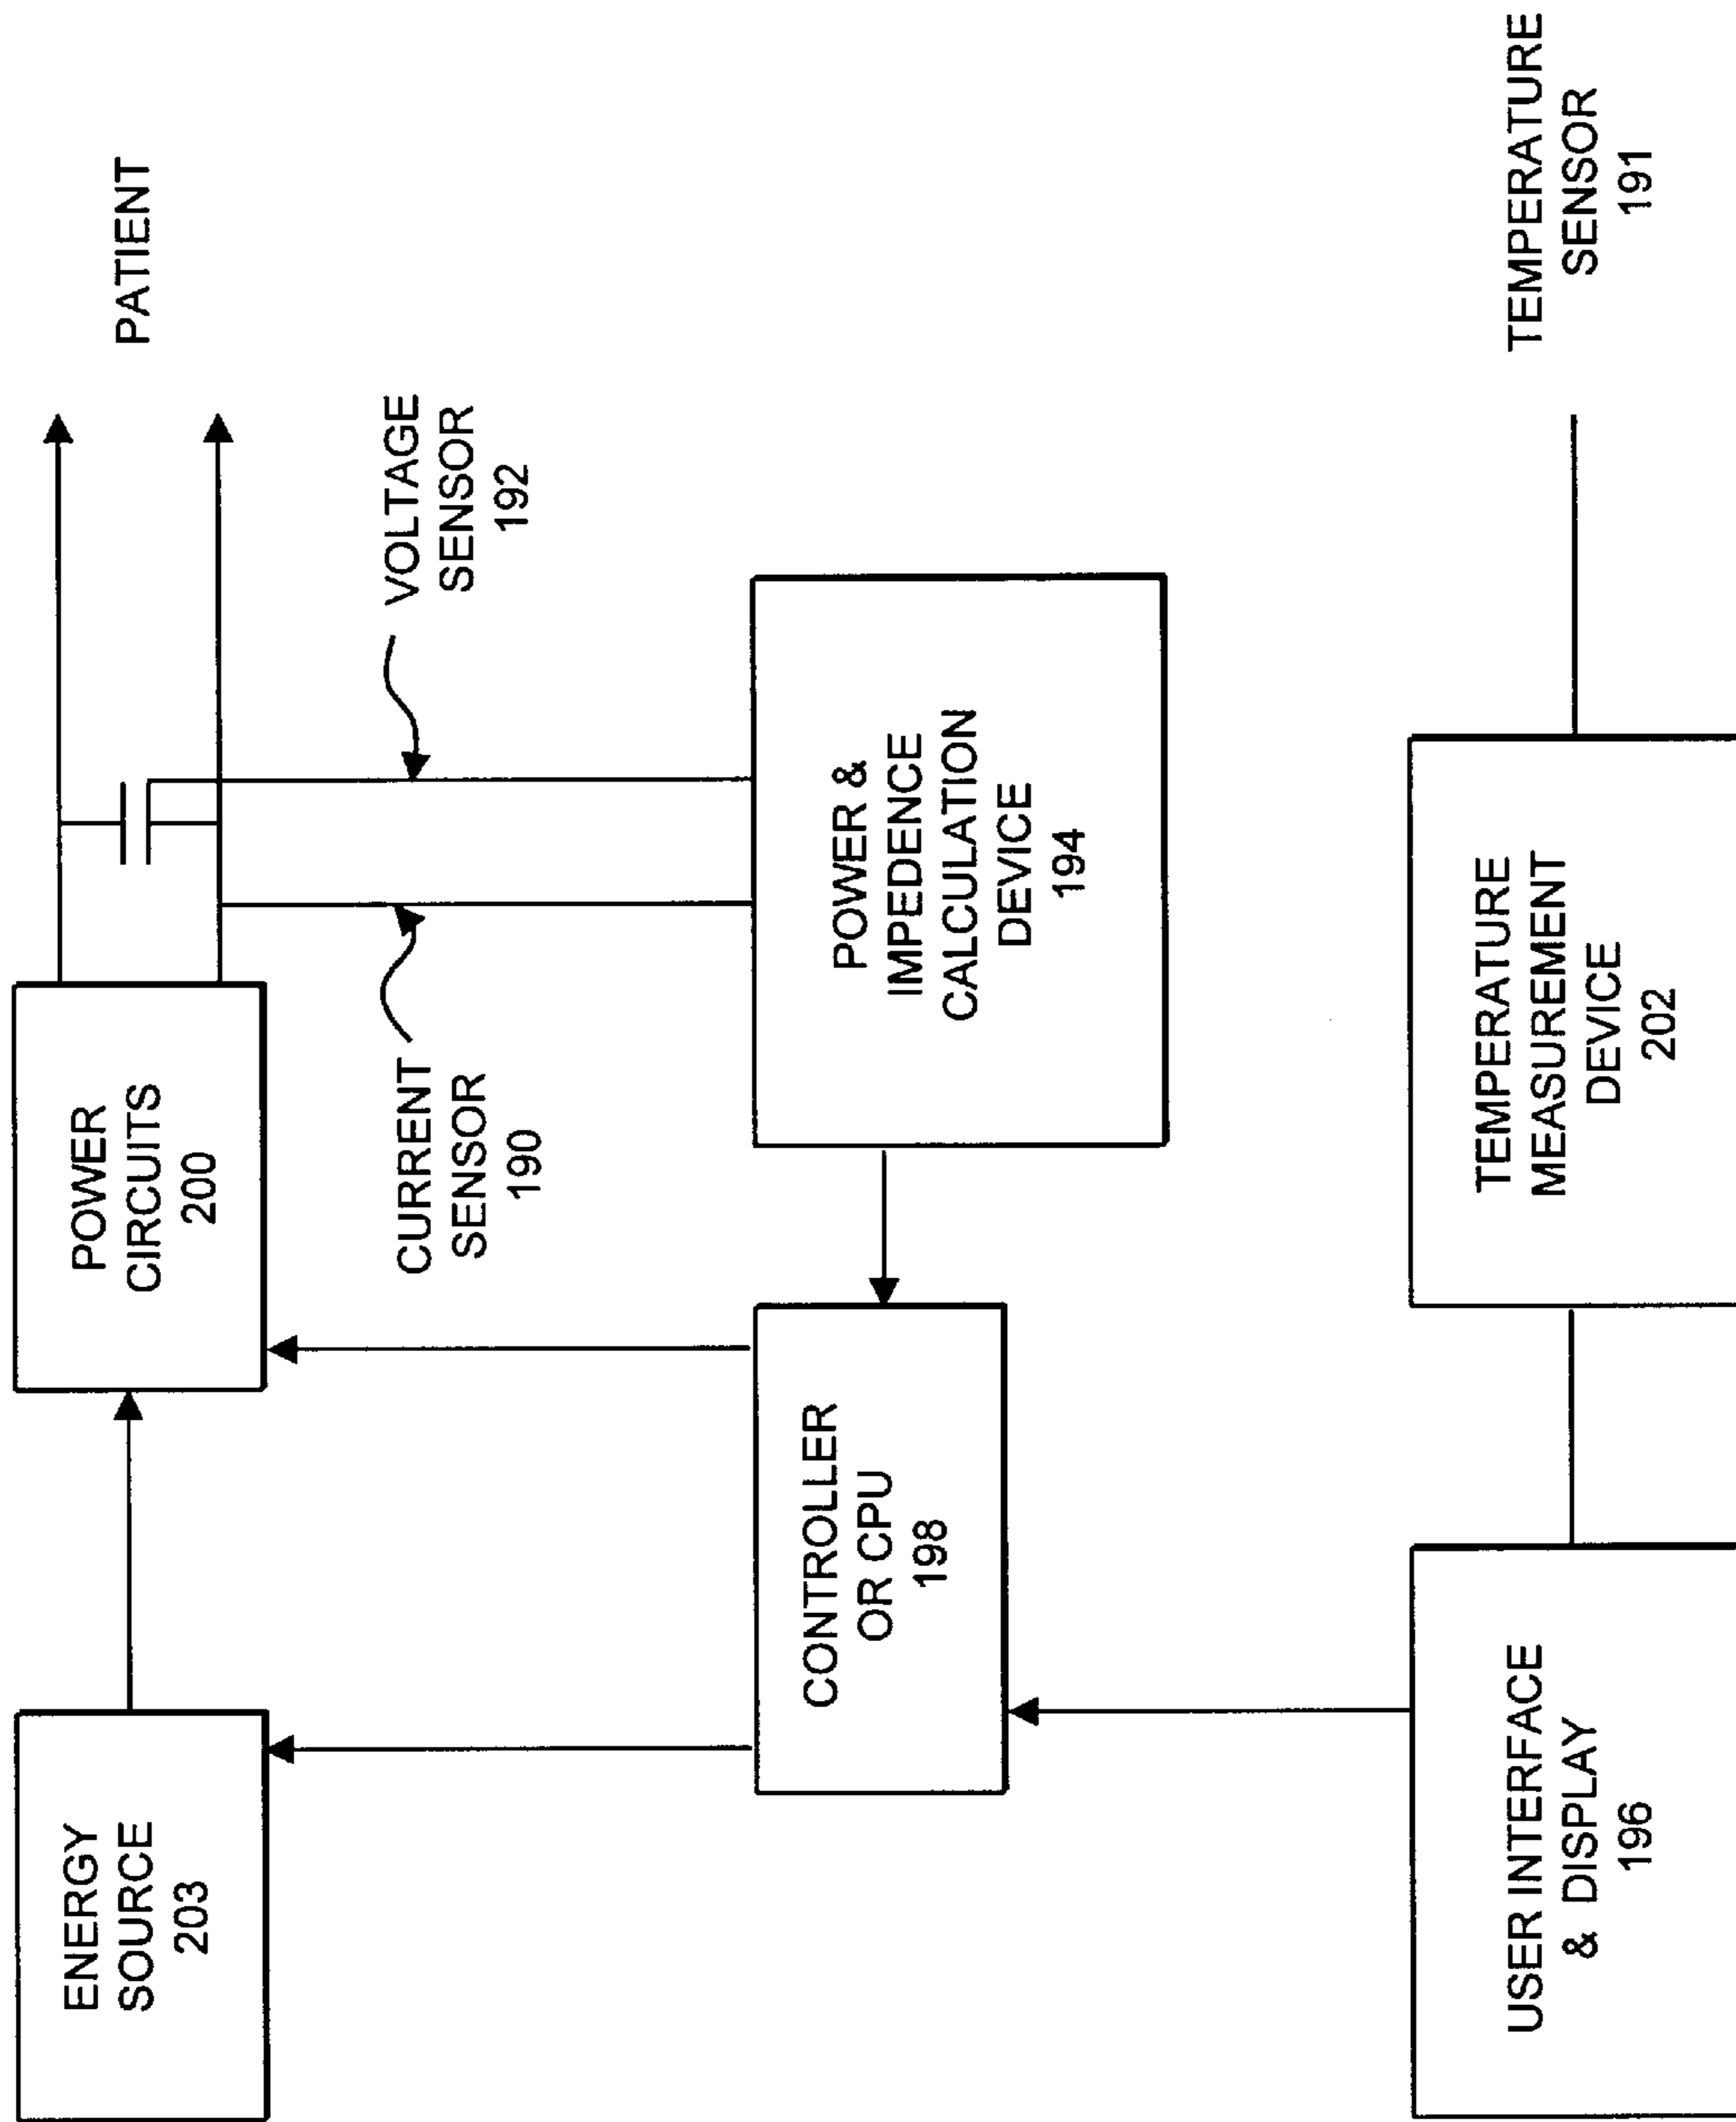 ENERGY
SOURCE
203
POWER
CIRCUITS
200
PATIENT
CURRENT
SENSOR
190
VOLTAGE
SENSOR
192
CONTROLLER
OR CPU
198
POWER &
IMPEDENCE
CALCULATION
DEVICE
194
USER INTERFACE
& DISPLAY
196
TEMPERATURE
MEASUREMENT
DEVICE
202
TEMPERATURE
SENSOR
191